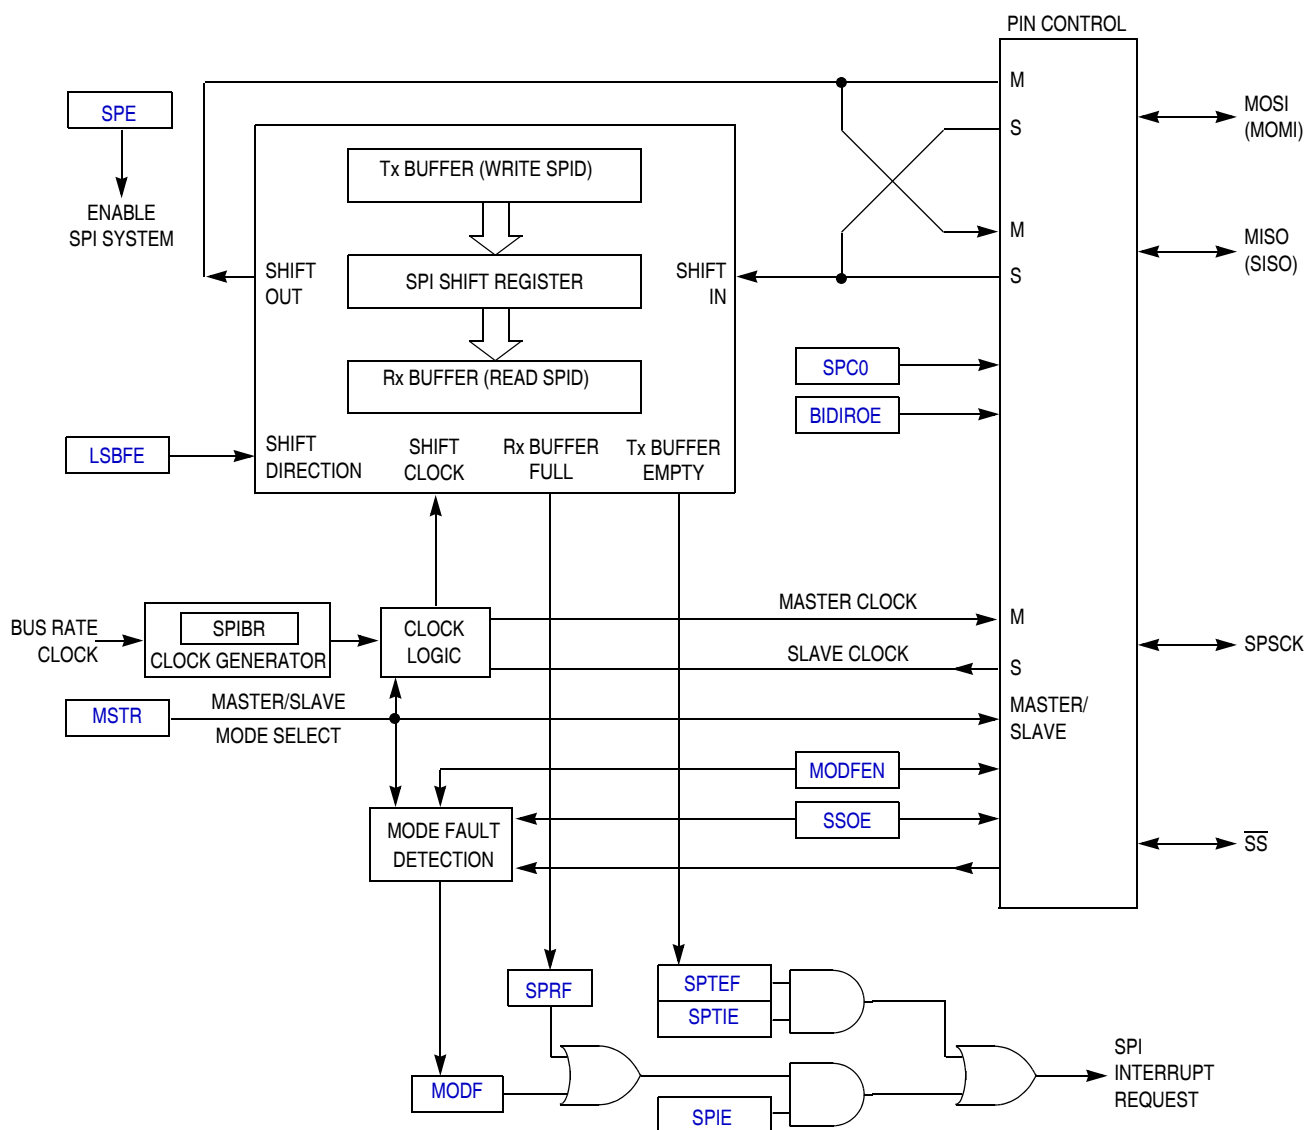 PIN CONTROL
M
S
MOSI
(MOMI)
SPE
ENABLE
SPI SYSTEM
Tx BUFFER (WRITE SPID)
M
S
MISO
(SISO)
SHIFT
OUT
SPI SHIFT REGISTER
SHIFT
IN
Rx BUFFER (READ SPID)
SPC0
BIDIROE
LSBFE
SHIFT
DIRECTION
SHIFT
CLOCK
Rx BUFFER
FULL
Tx BUFFER
EMPTY
BUS RATE
CLOCK
SPIBR
CLOCK GENERATOR
CLOCK
LOGIC
MASTER CLOCK
M
SLAVE CLOCK
S
SPSCK
MSTR
MASTER/SLAVE
MODE SELECT
MASTER/
SLAVE
MODFEN
SSOE
MODE FAULT
DETECTION
SS
SPRF
SPTEF
SPTIE
MODF
SPIE
SPI
INTERRUPT
REQUEST